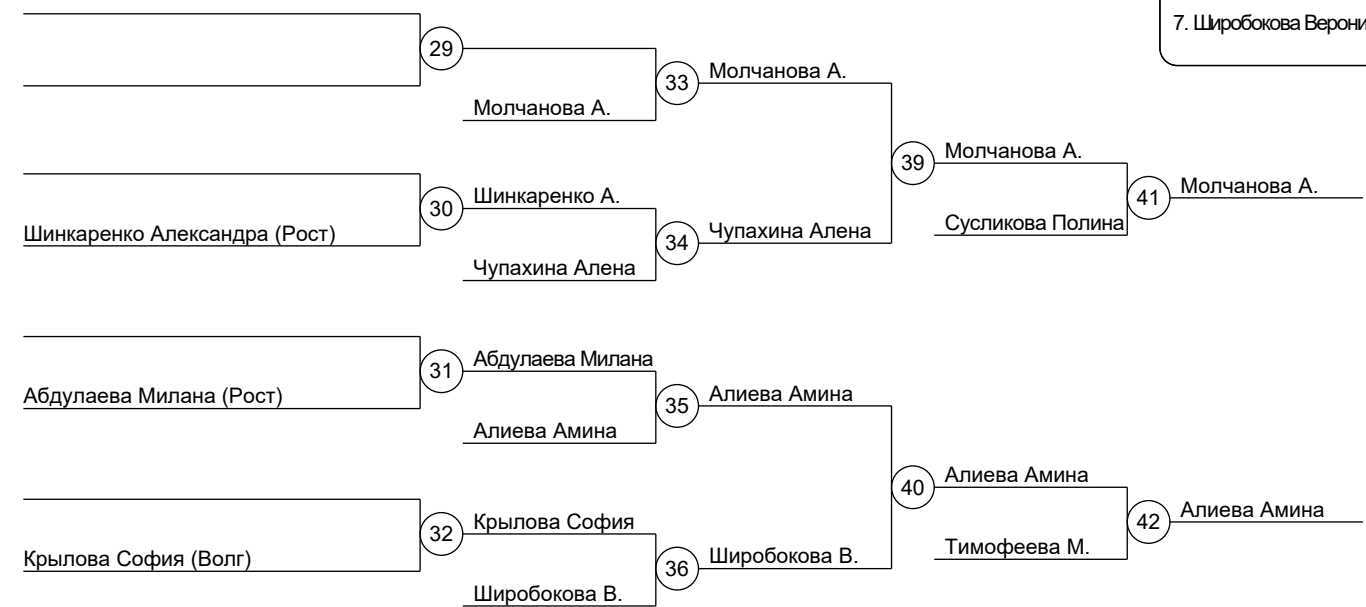 7. Широбокова Верони
29
33
Молчанова А.
Молчанова А.
39
Молчанова А.
41
Молчанова А.
Сусликова Полина
30
Шинкаренко А.
Шинкаренко Александра (Рост)
34
Чупахина Алена
Чупахина Алена
31
Абдулаева Милана
Абдулаева Милана (Рост)
35
Алиева Амина
Алиева Амина
40
Алиева Амина
42
Алиева Амина
Тимофеева М.
32
Крылова София
Крылова София (Волг)
36
Широбокова В.
Широбокова В.